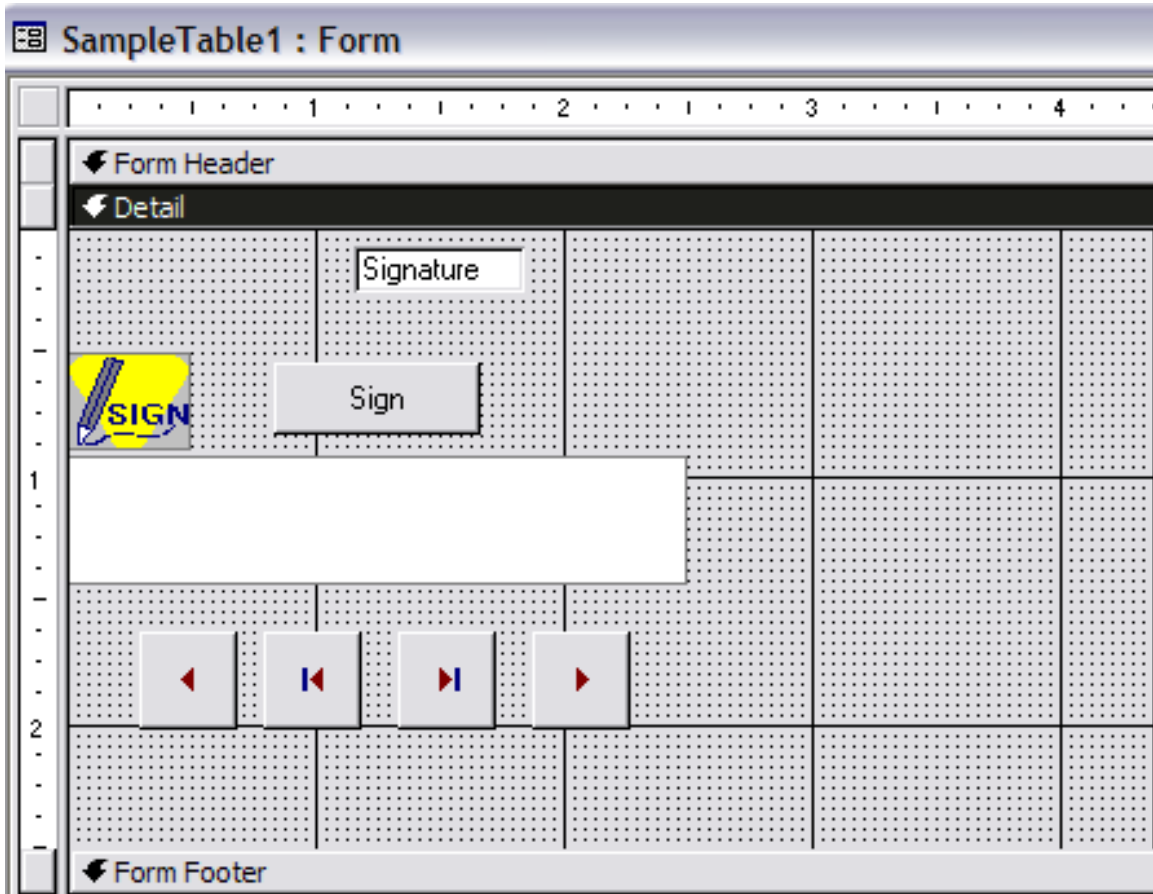 SampleTable1 : Form
1 2 3 4
Form Header
Detail
Signature
SIGN
Sign
1
2
Form Footer